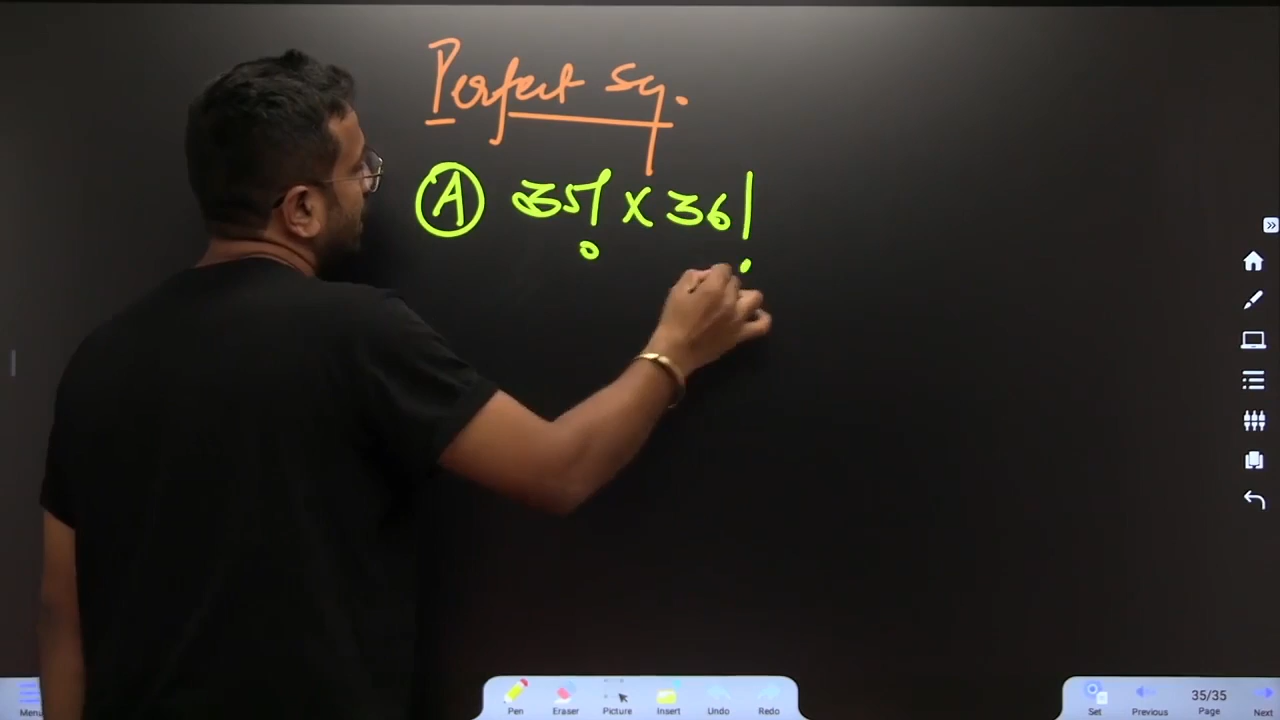 Perfect Sq.
A 35! x 36!
»
Menu Pen Eraser Picture Insert Undo Redo Set Previous 35/35 Page Next